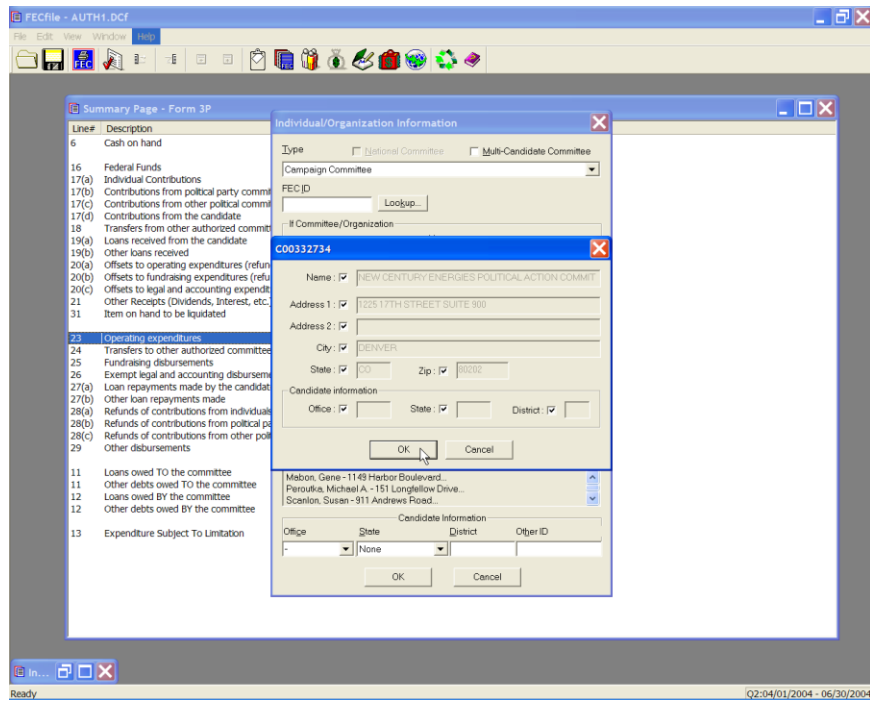 FECfile - AUTH1.DCf
File Edit View Window Help
FEC
Summary Page - Form 3P
Line# Description
6 Cash on hand
16 Federal Funds
17(a) Individual Contributions
17(b) Contributions from political party commi
17(c) Contributions from other political commi
17(d) Contributions from the candidate
18 Transfers from other authorized committ
19(a) Loans received from the candidate
19(b) Other loans received
20(a) Offsets to operating expenditures (refun
20(b) Offsets to fundraising expenditures (refu
20(c) Offsets to legal and accounting expendit
21 Other Receipts (Dividends, Interest, etc.)
31 Item on hand to be liquidated
23 Operating expenditures
24 Transfers to other authorized committee
25 Fundraising disbursements
26 Exempt legal and accounting disburseme
27(a) Loan repayments made by the candidat
27(b) Other loan repayments made
28(a) Refunds of contributions from individuals
28(b) Refunds of contributions from political pa
28(c) Refunds of contributions from other poli
29 Other disbursements
11 Loans owed TO the committee
11 Other debts owed TO the committee
12 Loans owed BY the committee
12 Other debts owed BY the committee
13 Expenditure Subject To Limitation
Individual/Organization Information
Type National Committee Multi-Candidate Committee
Campaign Committee
FEC ID
Lookup...
If Committee/Organization
C00332734
Name : NEW CENTURY ENERGIES POLITICAL ACTION COMMIT
Address 1 : 1225 17TH STREET SUITE 900
Address 2 :
City : DENVER
State : CO Zip : 80202
Candidate information
Office : State : District :
OK Cancel
Mabon, Gene - 1149 Harbor Boulevard...
Peroutka, Michael A. - 151 Longfellow Drive...
Scanlon, Susan - 911 Andrews Road...
Candidate Information
Office State District Other ID
- None
OK Cancel
In...
Ready Q2:04/01/2004 - 06/30/2004